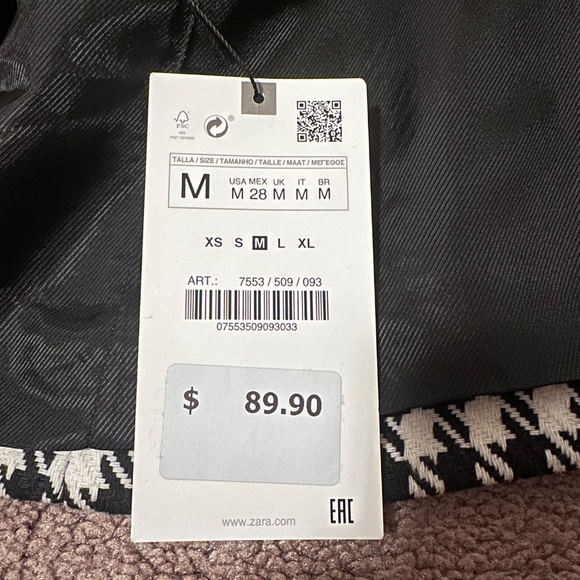 FSC
TALLA / SIZE / TAMANHO / TAILLE / MAAT / ΜΕΓΕΘΟΣ
M USA MEX UK IT BR
M 28 M M M
XS S M L XL
ART.: 7553 / 509 / 093
07553509093033
$ 89.90
www.zara.com
EAC